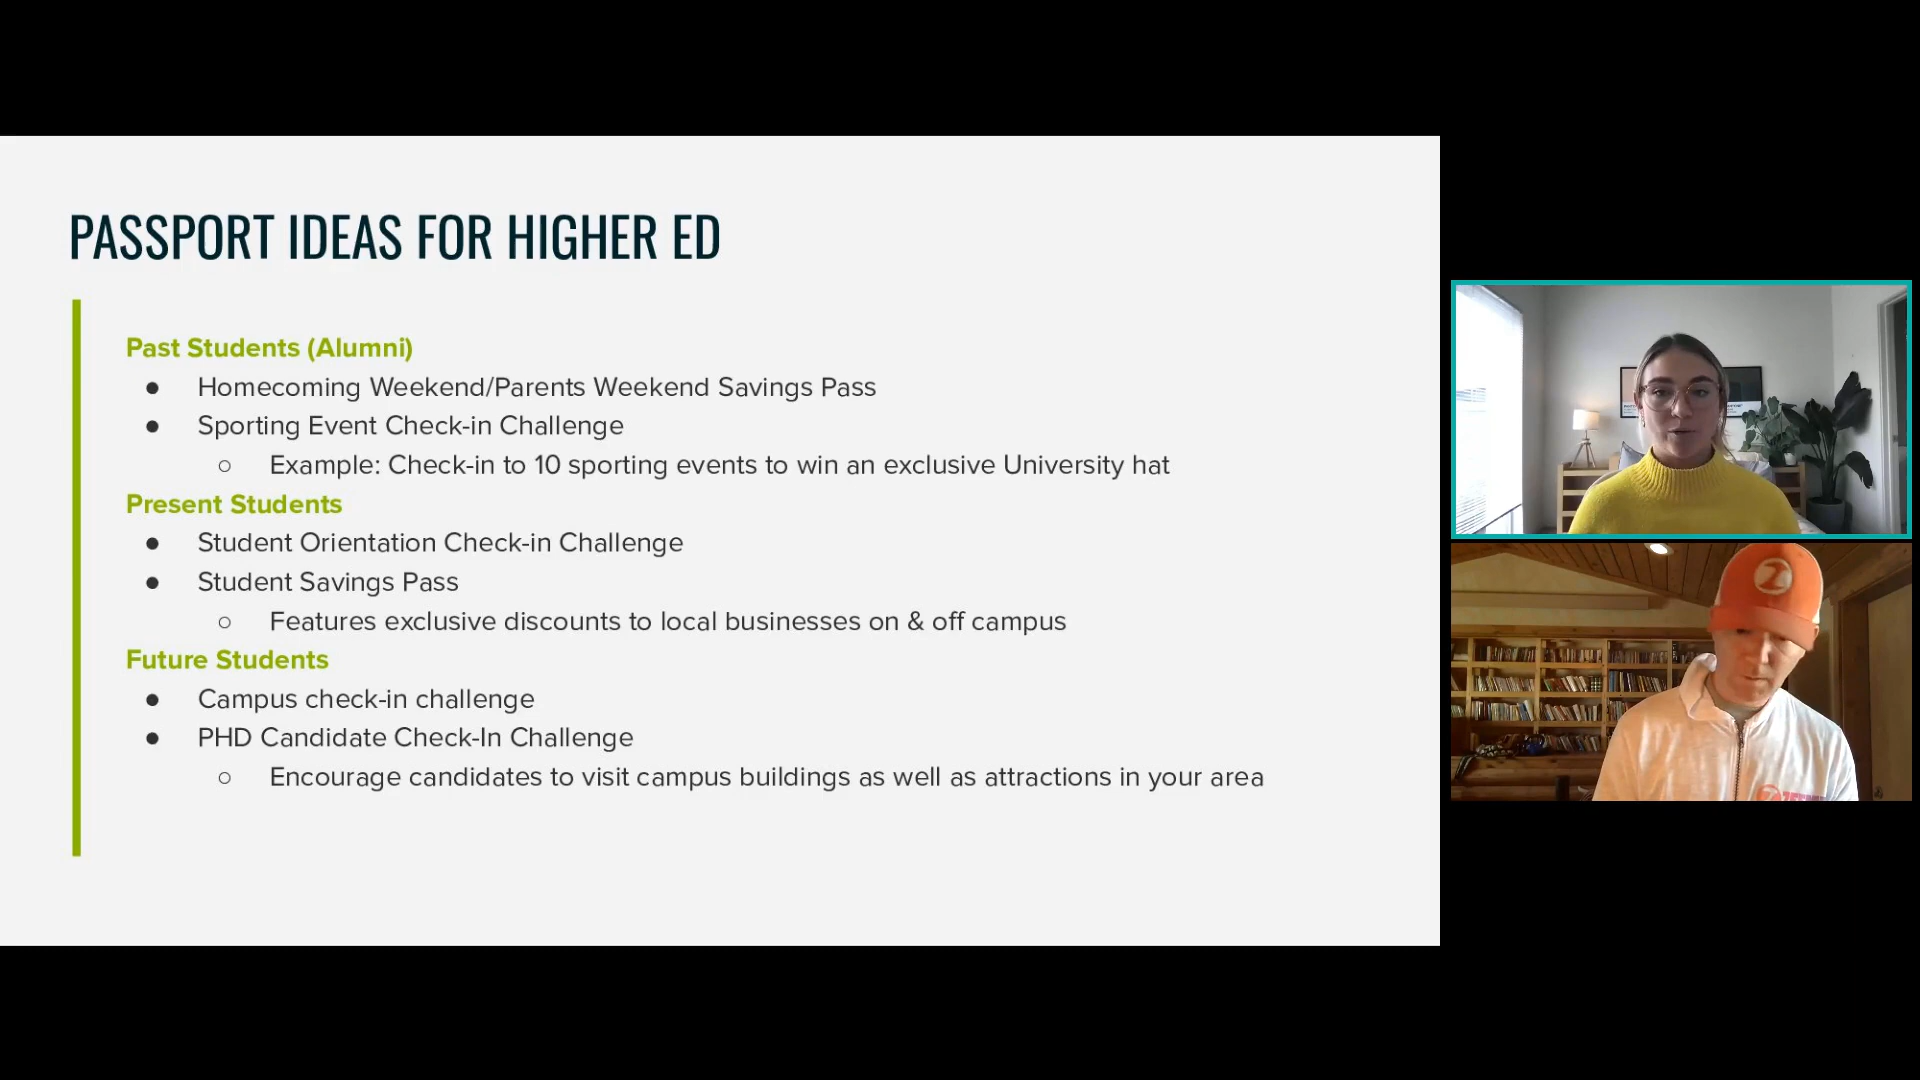 PASSPORT IDEAS FOR HIGHER ED
Past Students (Alumni)
● Homecoming Weekend/Parents Weekend Savings Pass
● Sporting Event Check-in Challenge
○ Example: Check-in to 10 sporting events to win an exclusive University hat
Present Students
● Student Orientation Check-in Challenge
● Student Savings Pass
○ Features exclusive discounts to local businesses on & off campus
Future Students
● Campus check-in challenge
● PHD Candidate Check-In Challenge
○ Encourage candidates to visit campus buildings as well as attractions in your area